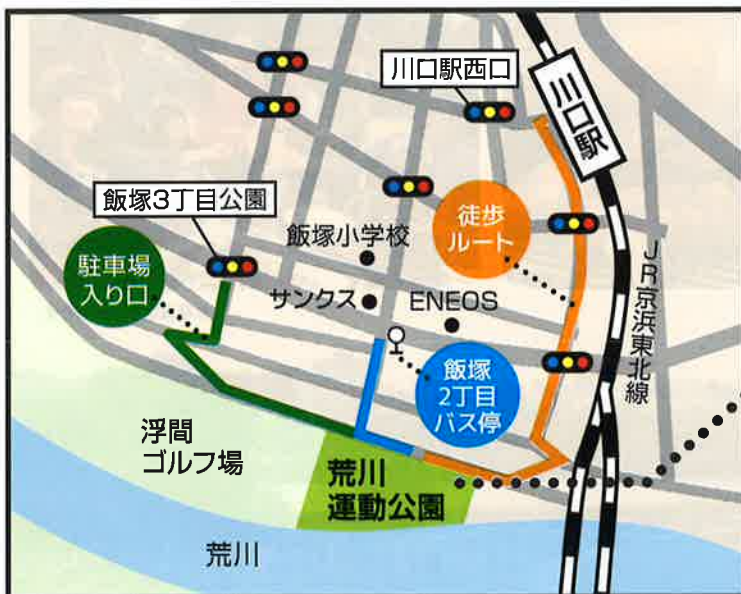 川口駅西口
川口駅
飯塚3丁目公園
徒歩
ルート
飯塚小学校
駐車場
入り口
サンクス
ENEOS
JR京浜東北線
飯塚
2丁目
バス停
浮間
ゴルフ場
荒川
運動公園
荒川